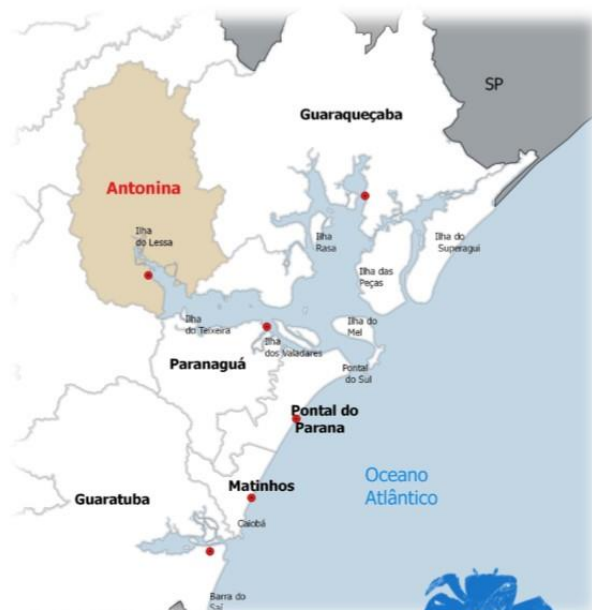 SP
Guaraqueçaba
Antonina
Ilha
do Lessa
Ilha
Rasa
Ilha do
Superagui
Ilha das
Peças
Ilha
do Teixeira
Ilha do
Mel
Ilha
dos Valadares
Paranaguá
Pontal
do Sul
Pontal do
Parana
Oceano
Atlântico
Matinhos
Guaratuba
Caiobá
Barra do
Saí